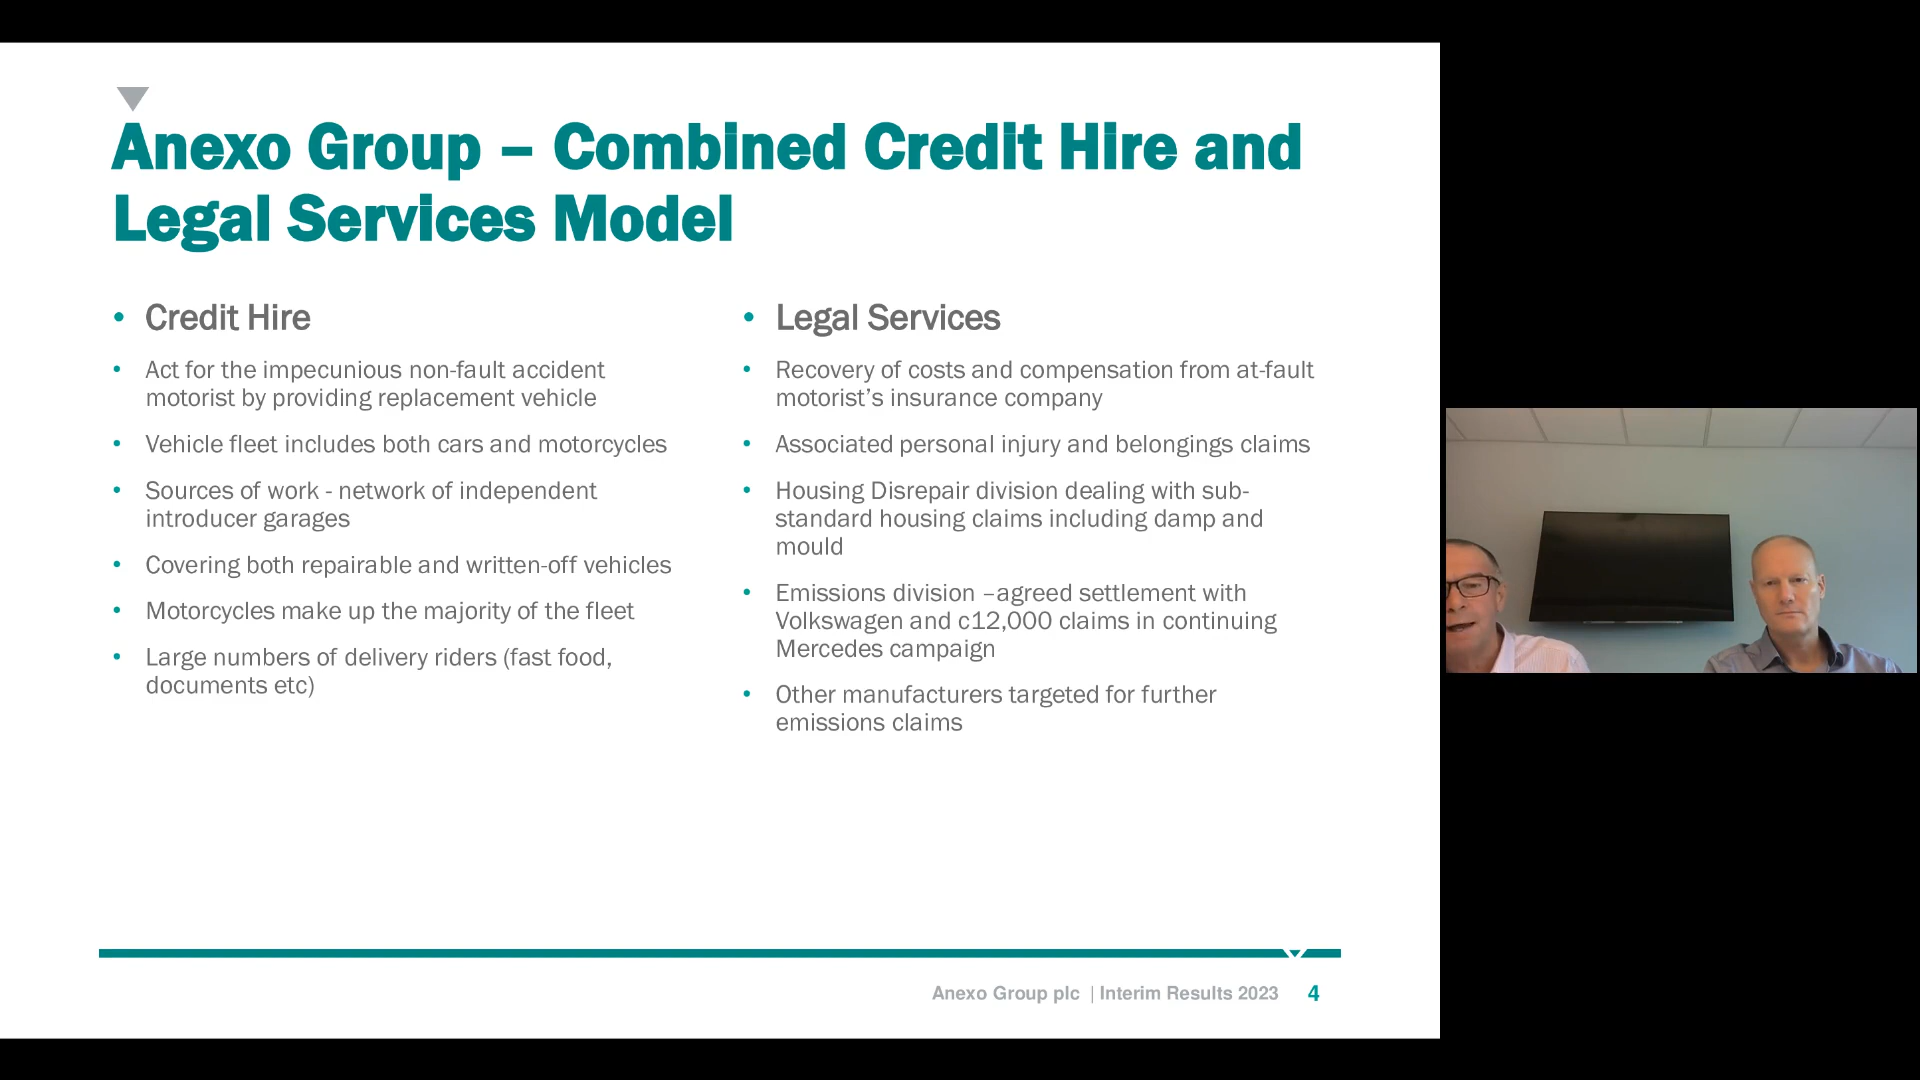 Anexo Group – Combined Credit Hire and
Legal Services Model
• Credit Hire
• Act for the impecunious non-fault accident
motorist by providing replacement vehicle
• Vehicle fleet includes both cars and motorcycles
• Sources of work - network of independent
introducer garages
• Covering both repairable and written-off vehicles
• Motorcycles make up the majority of the fleet
• Large numbers of delivery riders (fast food,
documents etc)
• Legal Services
• Recovery of costs and compensation from at-fault
motorist’s insurance company
• Associated personal injury and belongings claims
• Housing Disrepair division dealing with sub-
standard housing claims including damp and
mould
• Emissions division –agreed settlement with
Volkswagen and c12,000 claims in continuing
Mercedes campaign
• Other manufacturers targeted for further
emissions claims
Anexo Group plc | Interim Results 2023 4